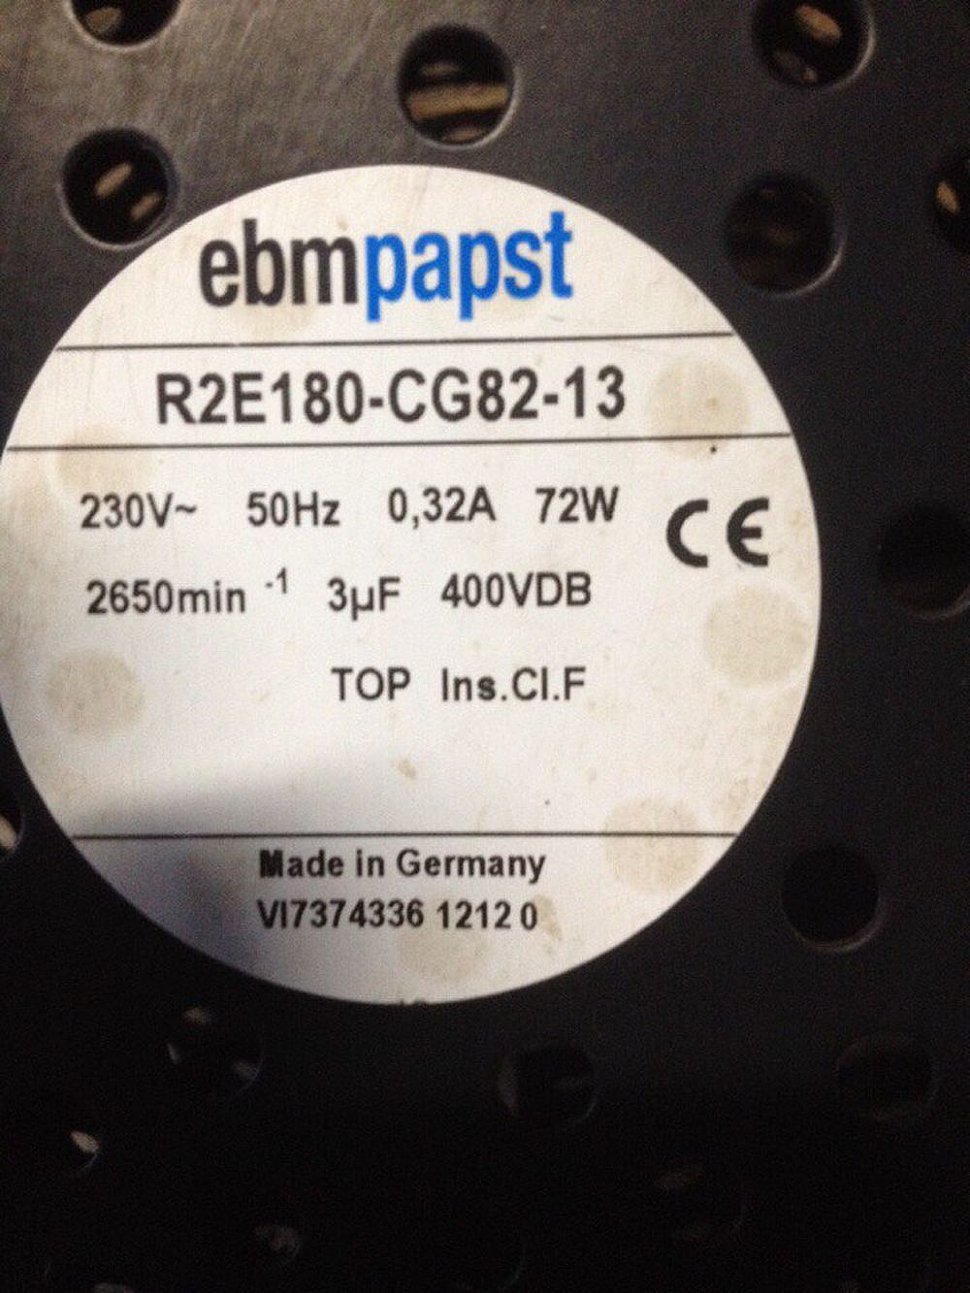 ebmpapst
R2E180-CG82-13
230V~ 50Hz 0,32A 72W
CE
2650min -1 3µF 400VDB
TOP Ins.Cl.F
Made in Germany
VI7374336 1212 0